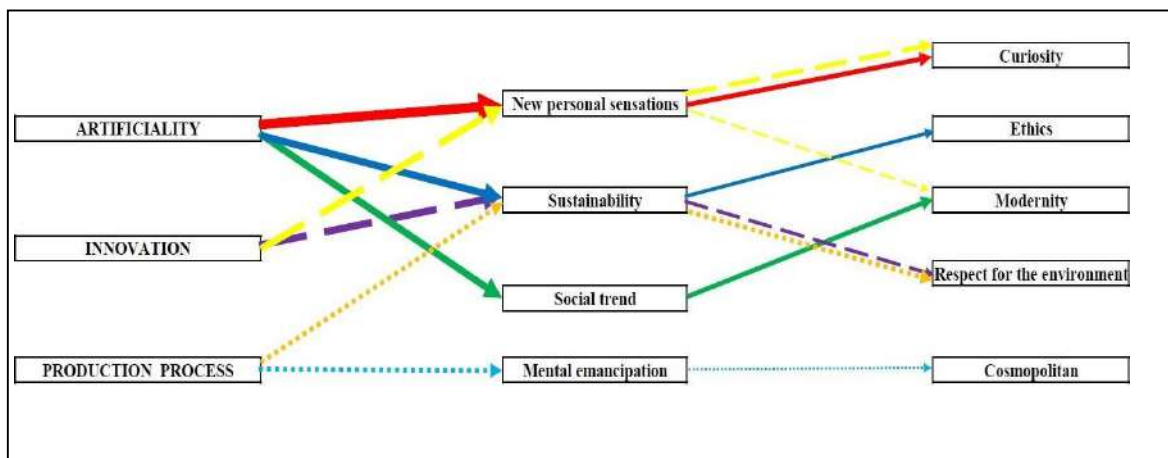 ARTIFICIALITY
INNOVATION
PRODUCTION PROCESS
New personal sensations
Sustainability
Social trend
Mental emancipation
Curiosity
Ethics
Modernity
Respect for the environment
Cosmopolitan